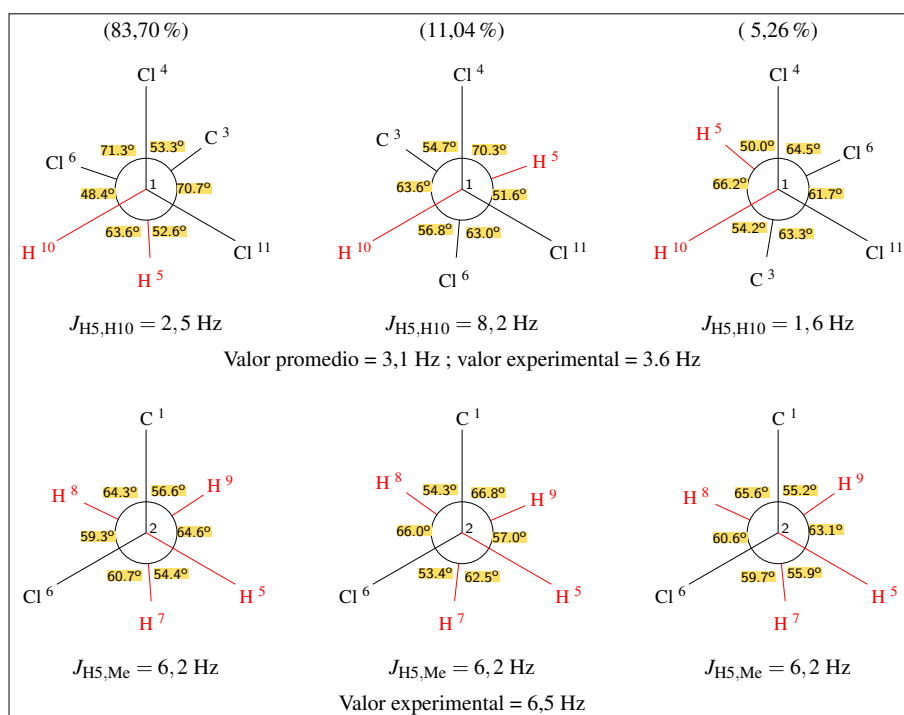 (83,70 %) (11,04 %) ( 5,26 %)
Cl 4 Cl 4 Cl 4
71.3º 53.3º C 3 Cl 6 48.4º 1 70.7º H 10 63.6º 52.6º Cl 11 H 5
C 3 54.7º 70.3º H 5 63.6º 1 51.6º H 10 56.8º 63.0º Cl 11 Cl 6
H 5 50.0º 64.5º Cl 6 66.2º 1 61.7º H 10 54.2º 63.3º Cl 11 C 3
J H5,H10 = 2,5 Hz J H5,H10 = 8,2 Hz J H5,H10 = 1,6 Hz
Valor promedio = 3,1 Hz ; valor experimental = 3.6 Hz
C 1 C 1 C 1
H 8 64.3º 56.6º H 9 59.3º 2 64.6º Cl 6 60.7º 54.4º H 5 H 7
H 8 54.3º 66.8º H 9 66.0º 2 57.0º Cl 6 53.4º 62.5º H 5 H 7
H 8 65.6º 55.2º H 9 60.6º 2 63.1º Cl 6 59.7º 55.9º H 5 H 7
J H5,Me = 6,2 Hz J H5,Me = 6,2 Hz J H5,Me = 6,2 Hz
Valor experimental = 6,5 Hz